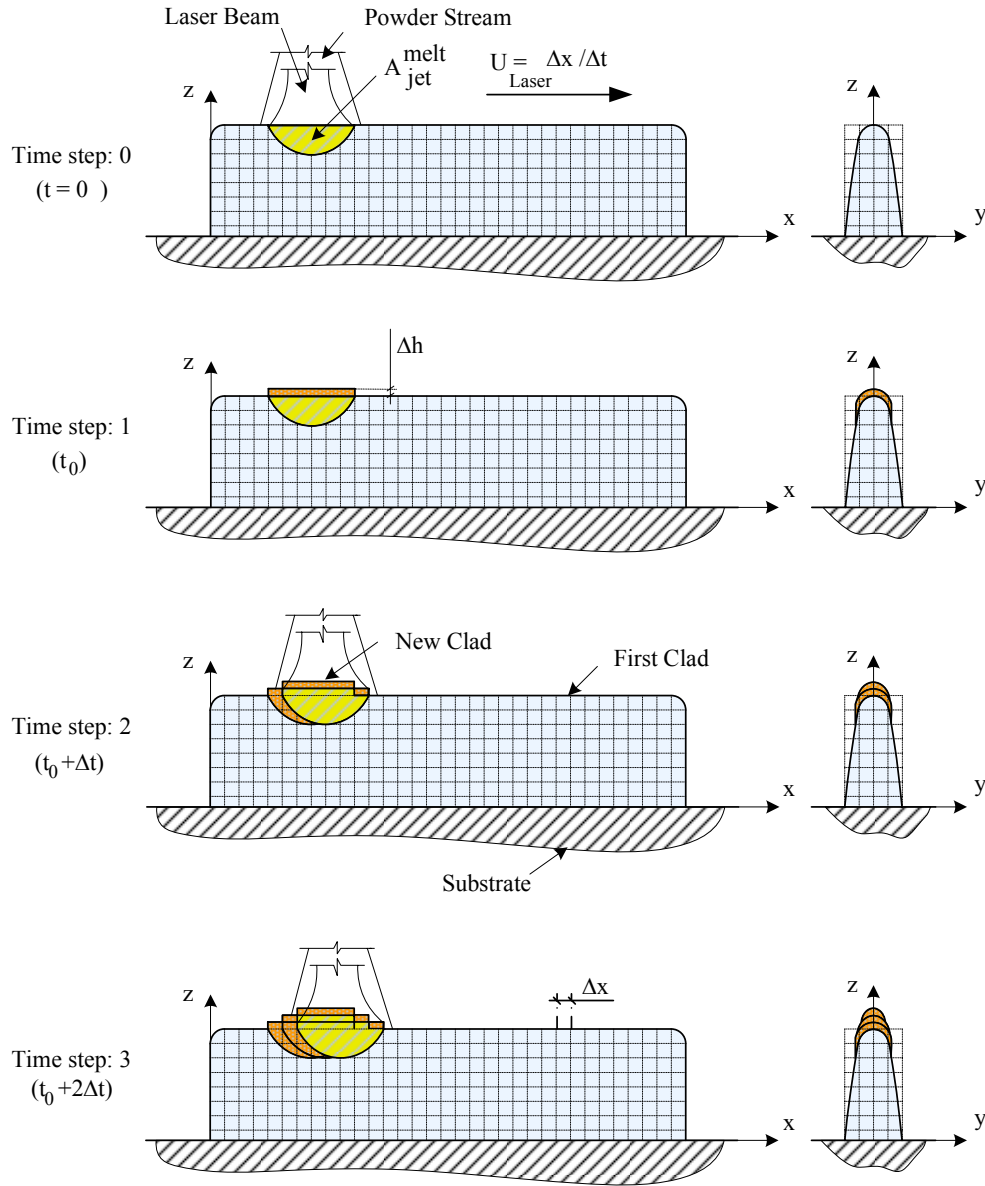 Laser Beam
Powder Stream
A melt jet
U Laser = Δx /Δt
z
z
Time step: 0
(t = 0 )
x
y
Δh
z
z
Time step: 1
(t0)
x
y
New Clad
First Clad
z
z
Time step: 2
(t0 +Δt)
x
y
Substrate
Δx
z
z
Time step: 3
(t0 +2Δt)
x
y